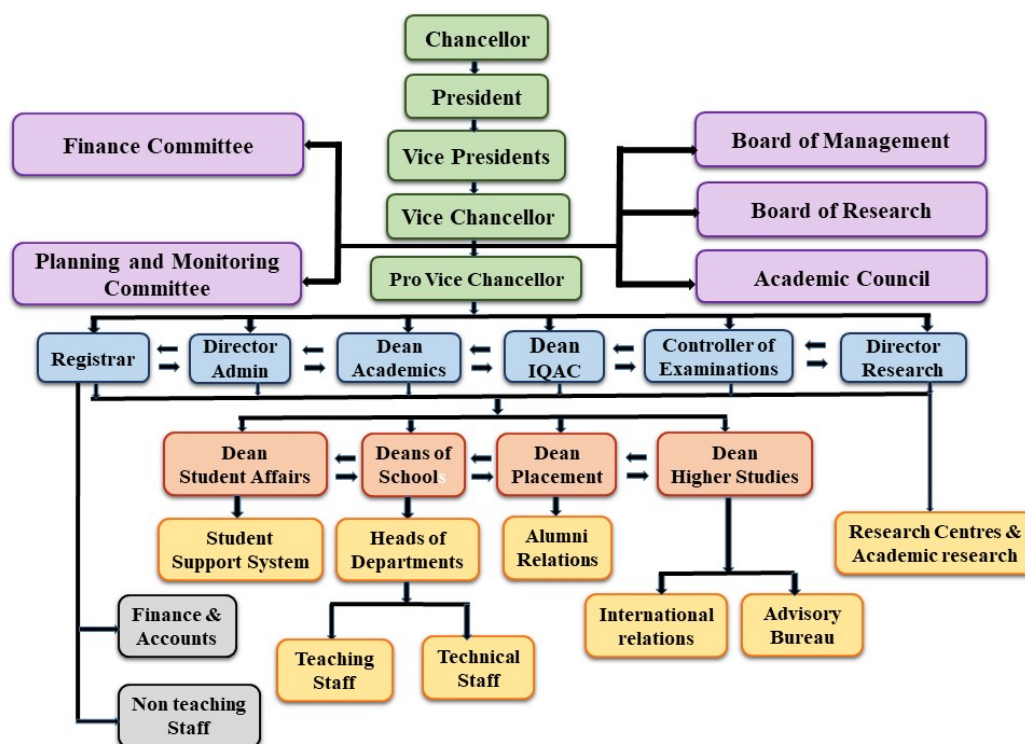 Chancellor
President
Finance Committee
Vice Presidents
Board of Management
Vice Chancellor
Board of Research
Planning and Monitoring
Committee
Pro Vice Chancellor
Academic Council
Registrar
Director
Admin
Dean
Academics
Dean
IQAC
Controller of
Examinations
Director
Research
Dean
Student Affairs
Deans of
Schools
Dean
Placement
Dean
Higher Studies
Student
Support System
Heads of
Departments
Alumni
Relations
Research Centres &
Academic research
Finance &
Accounts
Teaching
Staff
Technical
Staff
International
relations
Advisory
Bureau
Non teaching
Staff